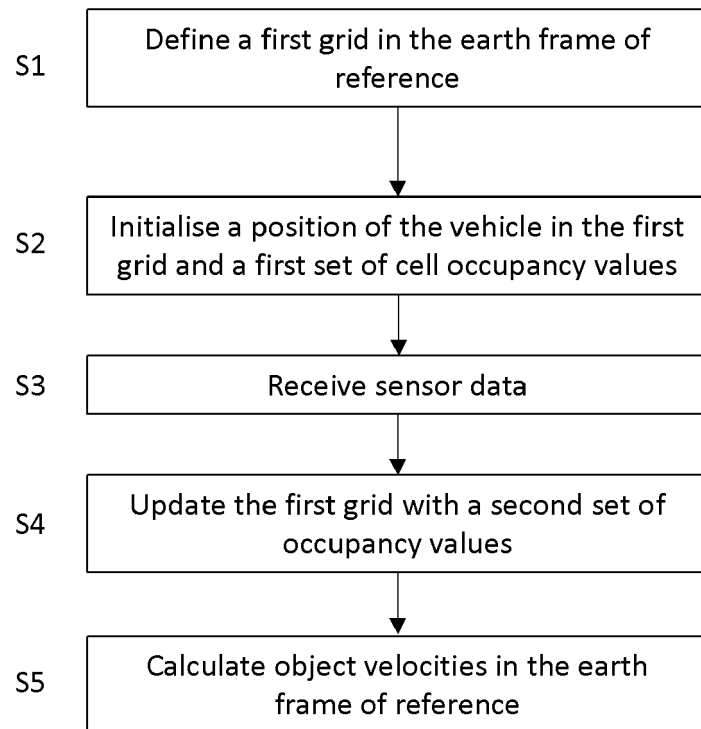 S1
Define a first grid in the earth frame of
reference
S2
Initialise a position of the vehicle in the first
grid and a first set of cell occupancy values
S3
Receive sensor data
S4
Update the first grid with a second set of
occupancy values
S5
Calculate object velocities in the earth
frame of reference